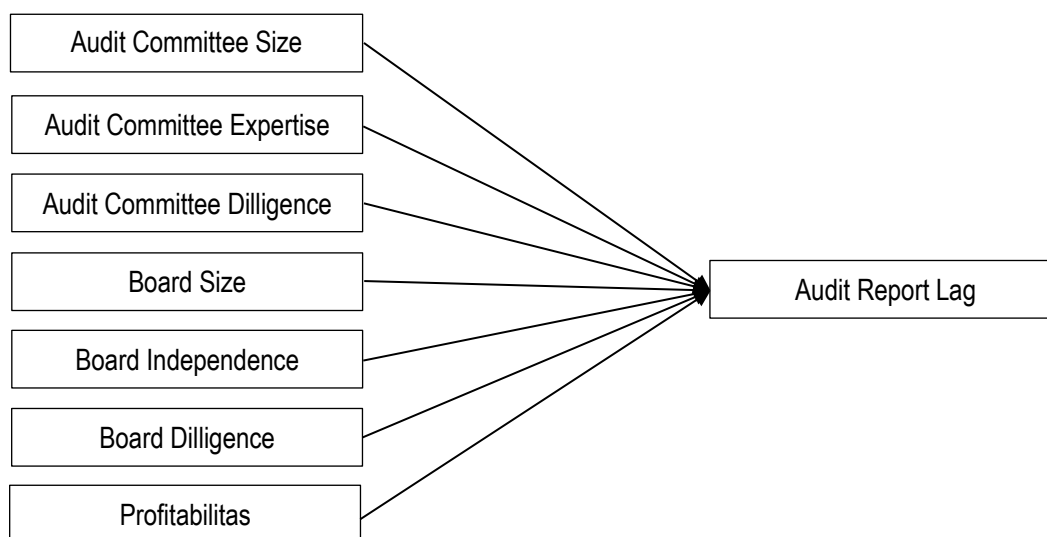 Audit Committee Size
Audit Committee Expertise
Audit Committee Dilligence
Board Size
Audit Report Lag
Board Independence
Board Dilligence
Profitabilitas